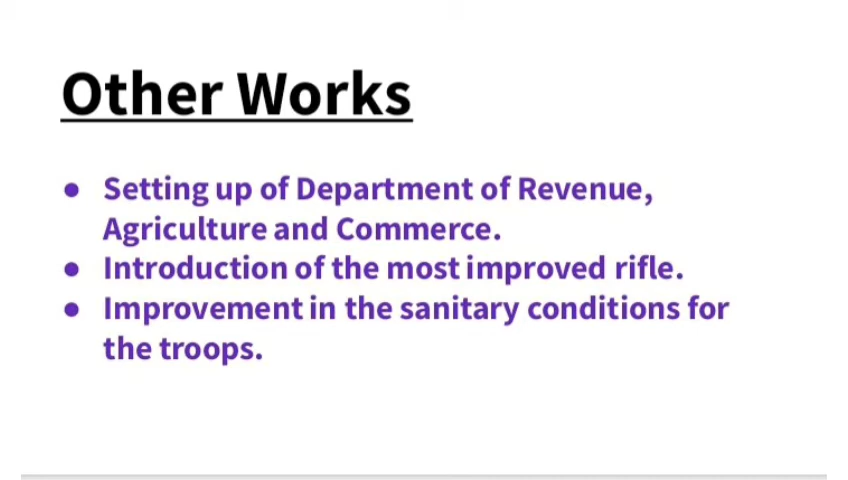 Other Works
● Setting up of Department of Revenue,
Agriculture and Commerce.
● Introduction of the most improved rifle.
● Improvement in the sanitary conditions for
the troops.